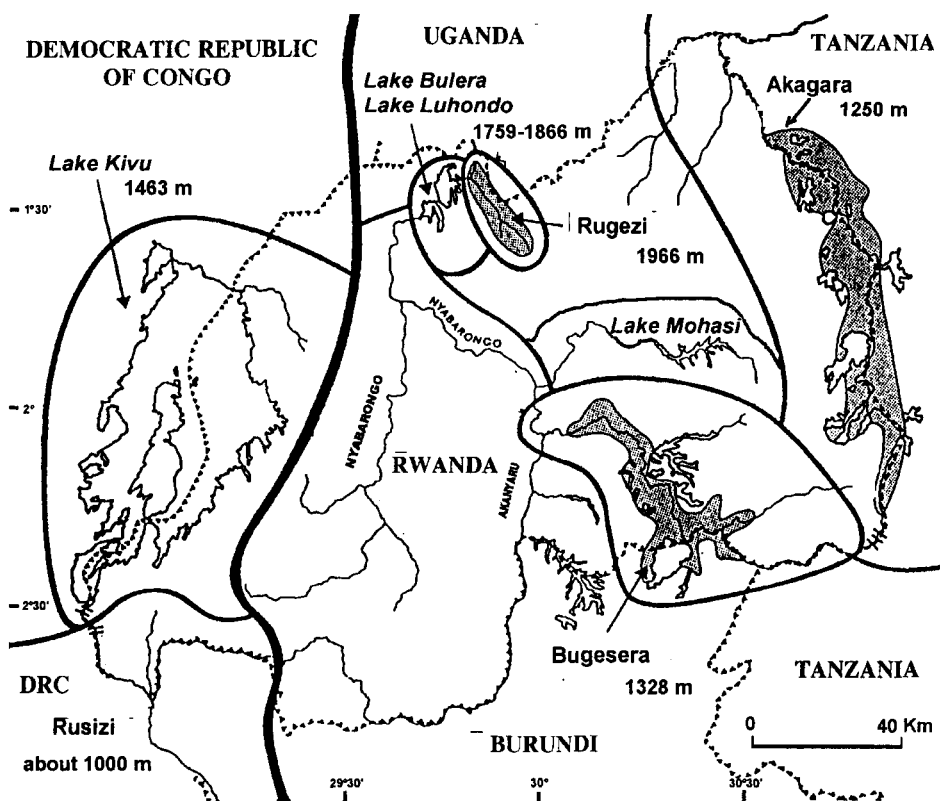 DEMOCRATIC REPUBLIC
OF CONGO
UGANDA
TANZANIA
Lake Bulera
Lake Luhondo
1759-1866 m
Akagara
1250 m
Lake Kivu
1463 m
1°30'
Rugezi
1966 m
NYABARONGO
Lake Mohasi
2°
NYABARONGO
RWANDA
AKANYARU
2°30'
Bugesera
1328 m
TANZANIA
DRC
Rusizi
about 1000 m
BURUNDI
0
40 Km
29°30'
30°
30°30'